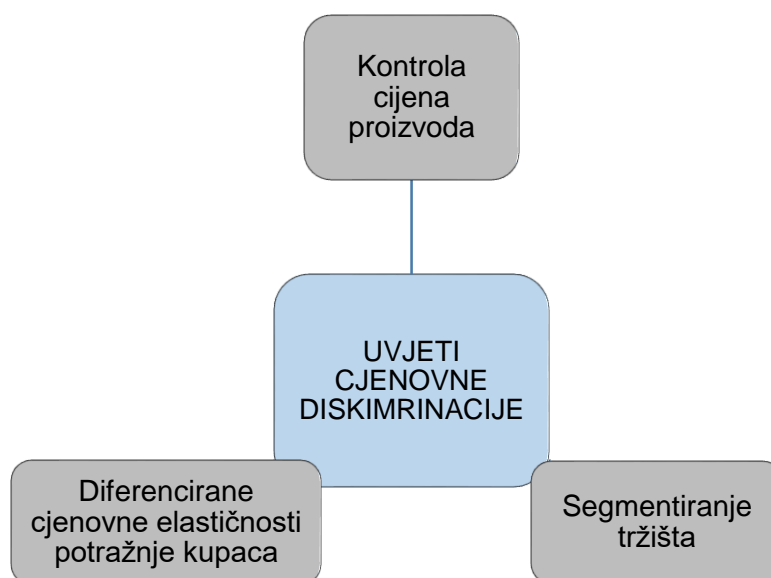 Kontrola
cijena
proizvoda
UVJETI
CJENOVNE
DISKIMRINACIJE
Diferencirane
cjenovne elastičnosti
potražnje kupaca
Segmentiranje
tržišta